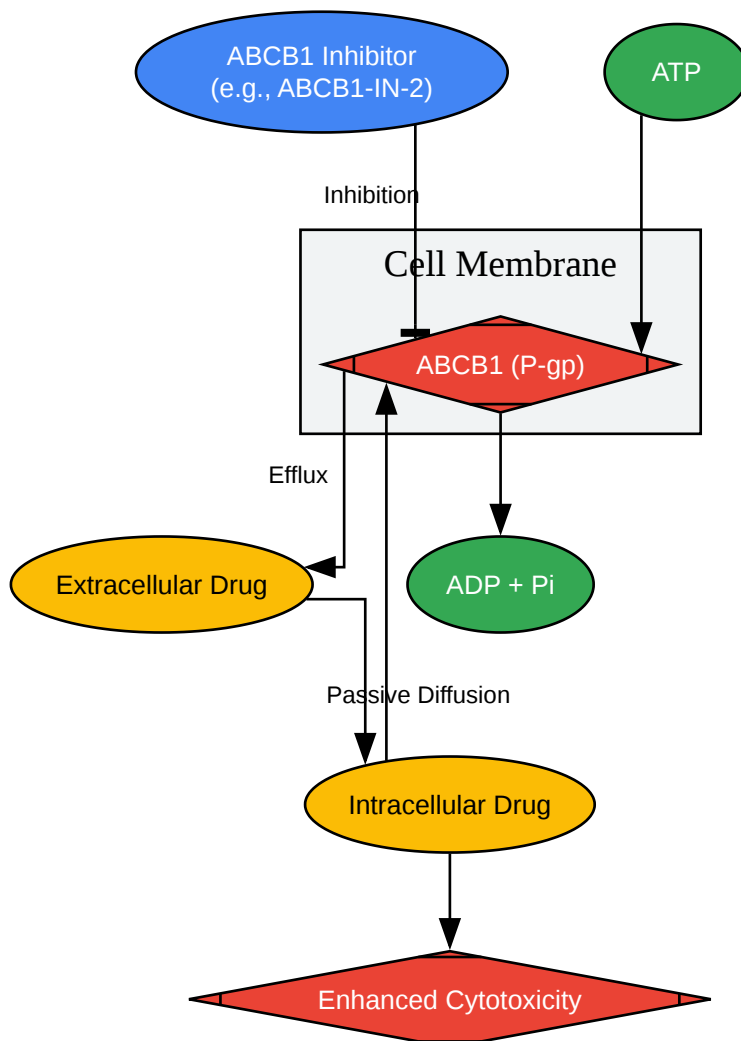 ABCB1 Inhibitor
(e.g., ABCB1-IN-2)
ATP
Inhibition
Cell Membrane
ABCB1 (P-gp)
Efflux
Extracellular Drug
ADP + Pi
Passive Diffusion
Intracellular Drug
Enhanced Cytotoxicity